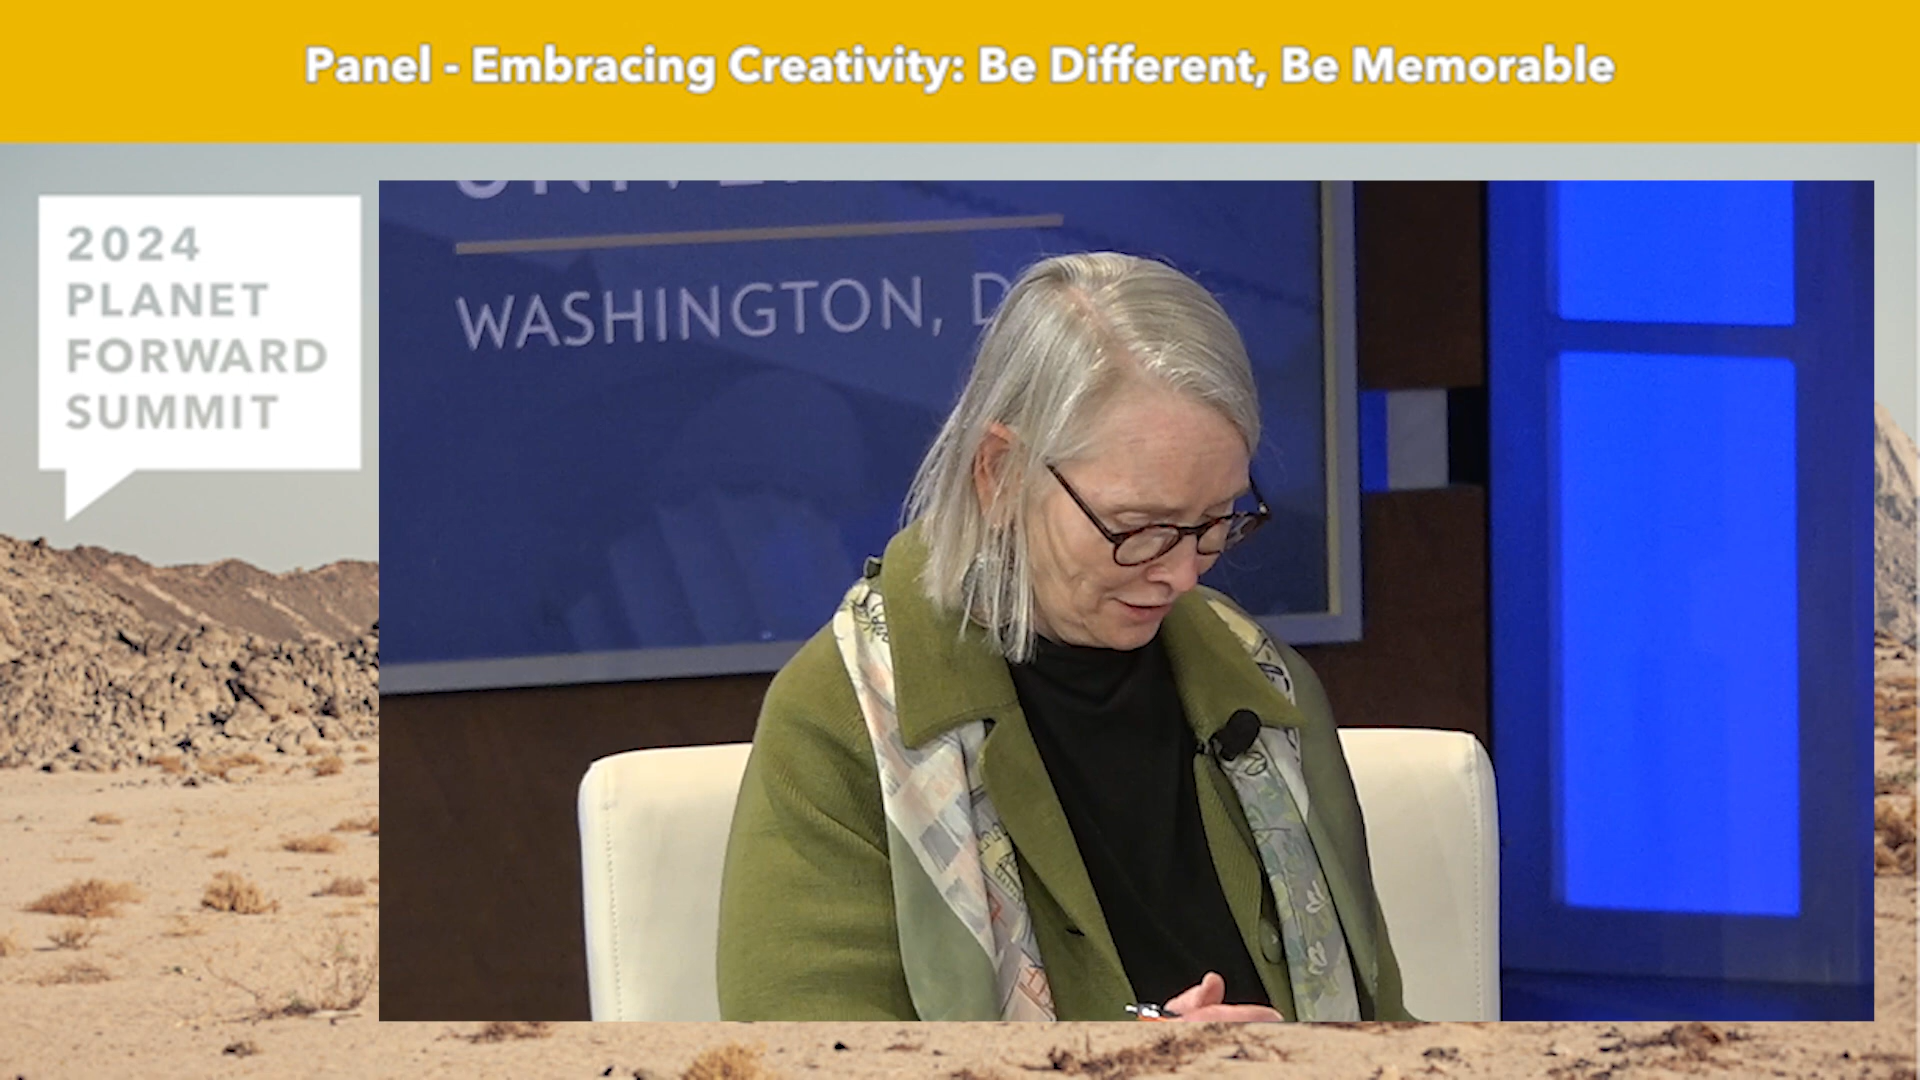 Panel - Embracing Creativity: Be Different, Be Memorable
2024
PLANET
FORWARD
SUMMIT
WASHINGTON, D